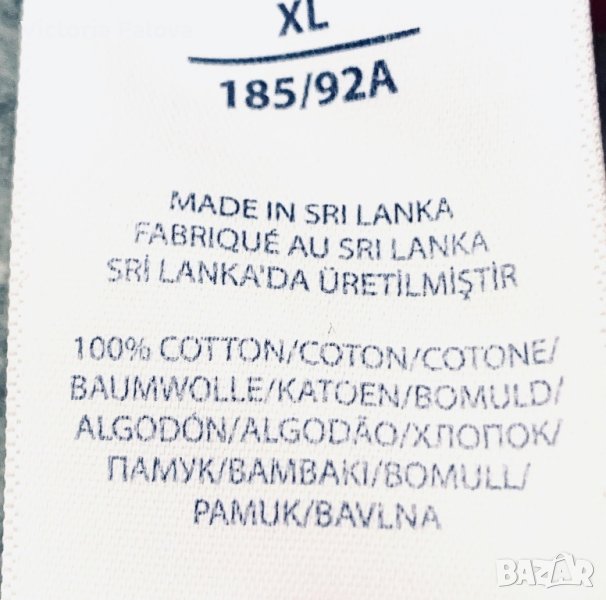 XL
185/92A
MADE IN SRI LANKA
FABRIQUÉ AU SRI LANKA
SRİ LANKA'DA ÜRETİLMİŞTİR
100% COTTON/COTON/COTONE/
BAUMWOLLE/KATOEN/BOMULD/
ALGODÓN/ALGODÃO/ХЛОПОК/
ПАМУК/BAMBAKI/BOMULL/
PAMUK/BAVLNA
BAZAR